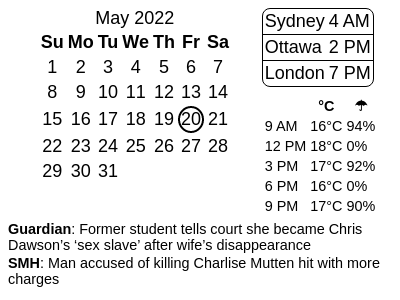 May 2022
Su Mo Tu We Th Fr Sa
1 2 3 4 5 6 7
8 9 10 11 12 13 14
15 16 17 18 19 20 21
22 23 24 25 26 27 28
29 30 31
Sydney 4 AM
Ottawa 2 PM
London 7 PM
°C ☂
9 AM 16°C 94%
12 PM 18°C 0%
3 PM 17°C 92%
6 PM 16°C 0%
9 PM 17°C 90%
Guardian: Former student tells court she became Chris
Dawson’s ‘sex slave’ after wife’s disappearance
SMH: Man accused of killing Charlise Mutten hit with more
charges